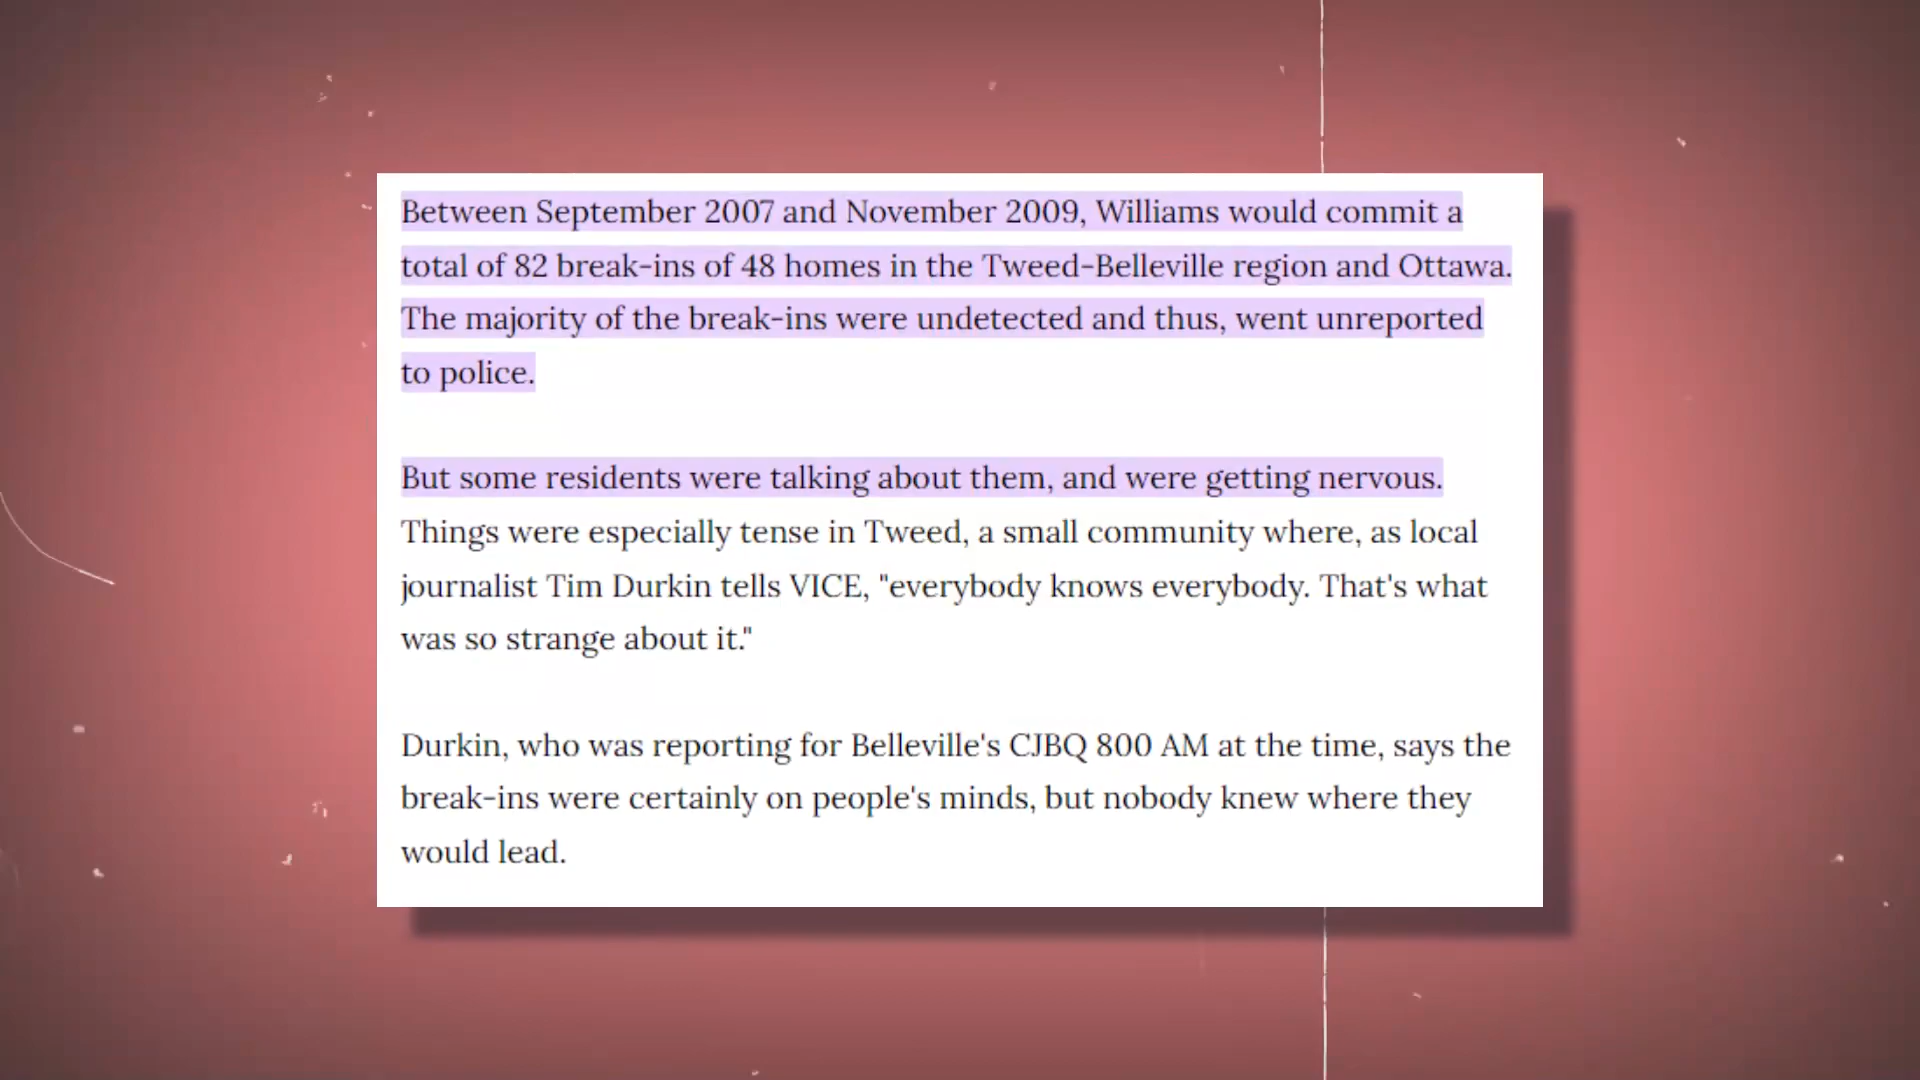 Between September 2007 and November 2009, Williams would commit a
total of 82 break-ins of 48 homes in the Tweed-Belleville region and Ottawa.
The majority of the break-ins were undetected and thus, went unreported
to police.
But some residents were talking about them, and were getting nervous.
Things were especially tense in Tweed, a small community where, as local
journalist Tim Durkin tells VICE, "everybody knows everybody. That's what
was so strange about it."
Durkin, who was reporting for Belleville's CJBQ 800 AM at the time, says the
break-ins were certainly on people's minds, but nobody knew where they
would lead.